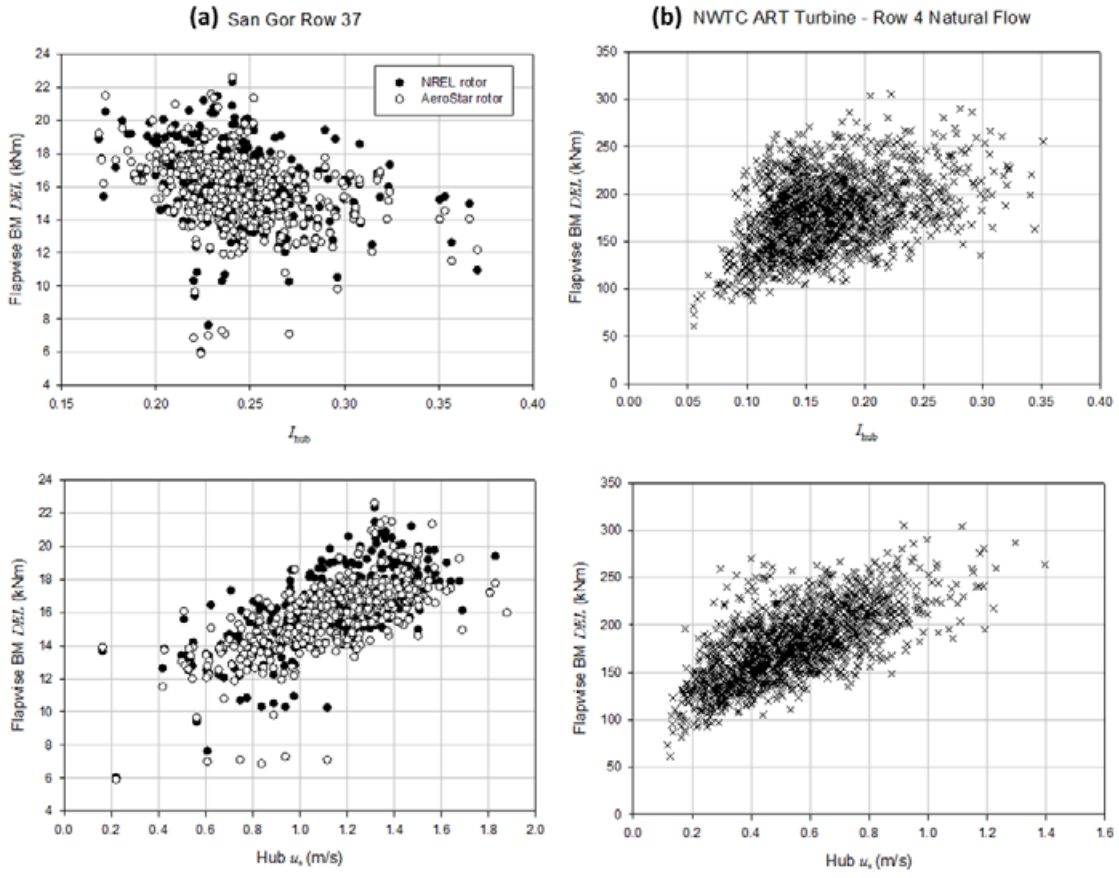 (a) San Gor Row 37
24
22
20
18
16
14
12
10
8
6
4
Flapwise BM DEL (kNm)
NREL rotor
AeroStar rotor
0.15 0.20 0.25 0.30 0.35 0.40
I hub
(b) NWTC ART Turbine - Row 4 Natural Flow
350
300
250
200
150
100
50
0
Flapwise BM DEL (kNm)
0.00 0.05 0.10 0.15 0.20 0.25 0.30 0.35 0.40
I hub
24
22
20
18
16
14
12
10
8
6
4
Flapwise BM DEL (kNm)
0.0 0.2 0.4 0.6 0.8 1.0 1.2 1.4 1.6 1.8 2.0
Hub u* (m/s)
350
300
250
200
150
100
50
0
Flapwise BM DEL (kNm)
0.0 0.2 0.4 0.6 0.8 1.0 1.2 1.4 1.6
Hub u* (m/s)